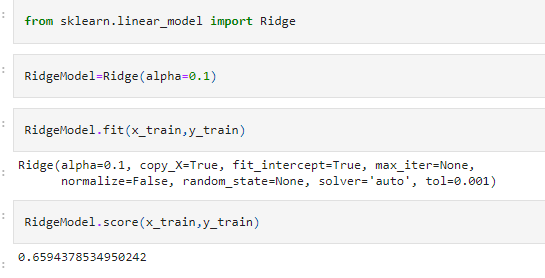 from sklearn.linear_model import Ridge
RidgeModel=Ridge(alpha=0.1)
RidgeModel.fit(x_train,y_train)
Ridge(alpha=0.1, copy_X=True, fit_intercept=True, max_iter=None,
normalize=False, random_state=None, solver='auto', tol=0.001)
RidgeModel.score(x_train,y_train)
0.6594378534950242